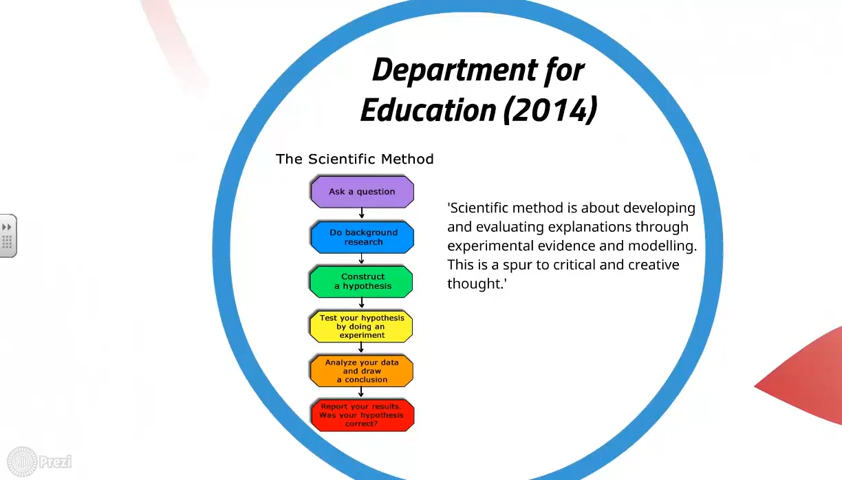 Department for
Education (2014)
The Scientific Method
Ask a question
Do background
research
Construct
a hypothesis
Test your hypothesis
by doing an
experiment
Analyze your data
and draw
a conclusion
Report your results.
Was your hypothesis
correct?
'Scientific method is about developing
and evaluating explanations through
experimental evidence and modelling.
This is a spur to critical and creative
thought.'
Prezi